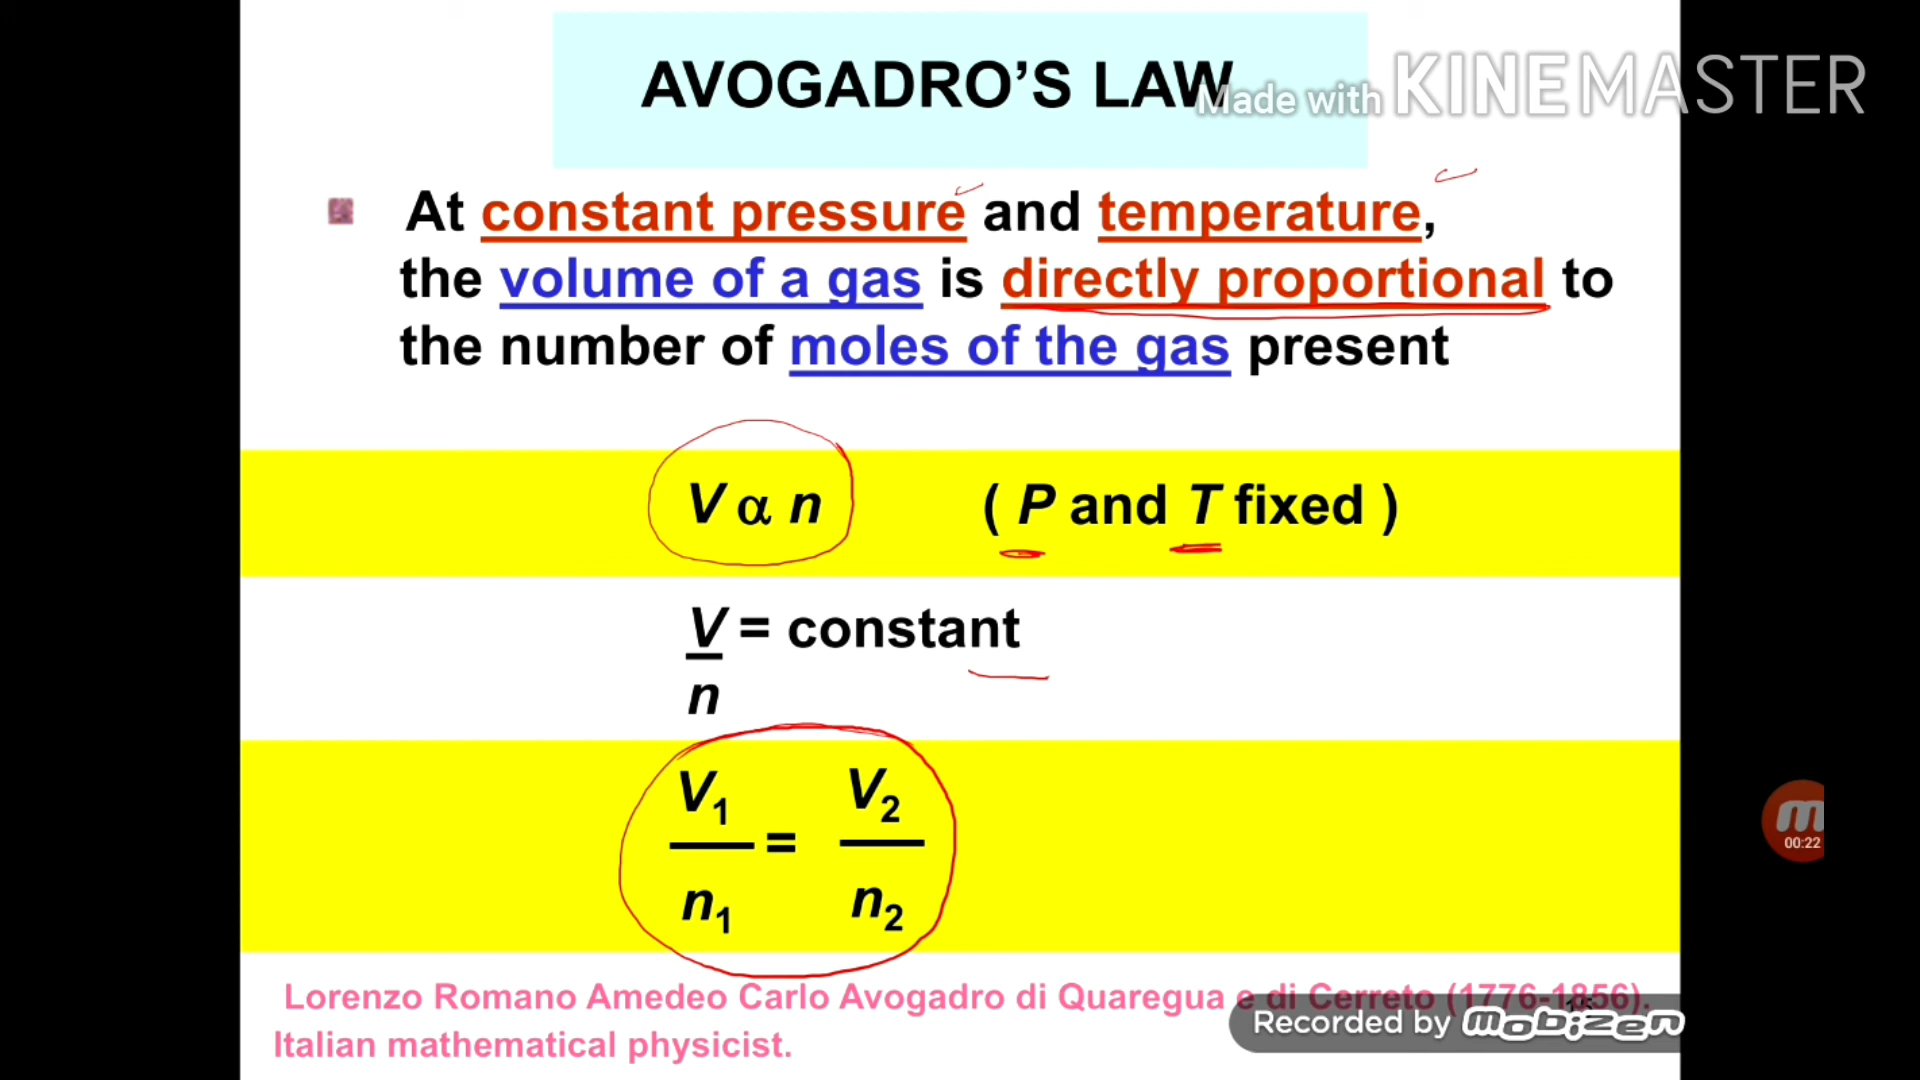 AVOGADRO’S LAW
Made with KINEMASTER
At constant pressure and temperature,
the volume of a gas is directly proportional to
the number of moles of the gas present
V α n ( P and T fixed )
V = constant
n
V1 = V2
n1 n2
00:22
Lorenzo Romano Amedeo Carlo Avogadro di Quaregua e di Cerreto (1776-1856).
Italian mathematical physicist.
15
Recorded by mobizen